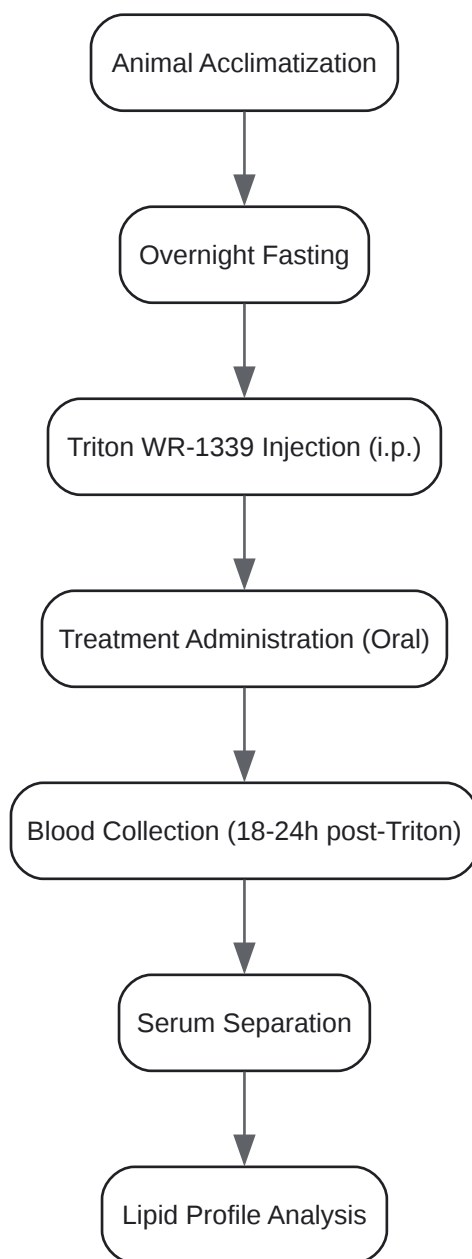 Animal Acclimatization
Overnight Fasting
Triton WR-1339 Injection (i.p.)
Treatment Administration (Oral)
Blood Collection (18-24h post-Triton)
Serum Separation
Lipid Profile Analysis